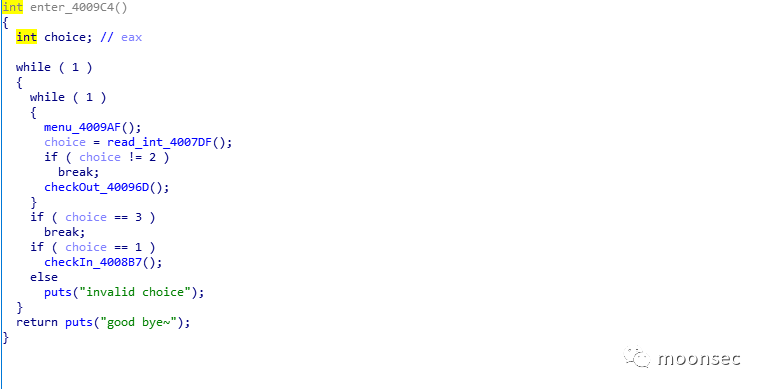 int enter_4009C4()
{
  int choice; // eax

  while ( 1 )
  {
    while ( 1 )
    {
      menu_4009AF();
      choice = read_int_4007DF();
      if ( choice != 2 )
        break;
      checkOut_40096D();
    }
    if ( choice == 3 )
      break;
    if ( choice == 1 )
      checkIn_4008B7();
    else
      puts("invalid choice");
  }
  return puts("good bye~");
}
moonsec